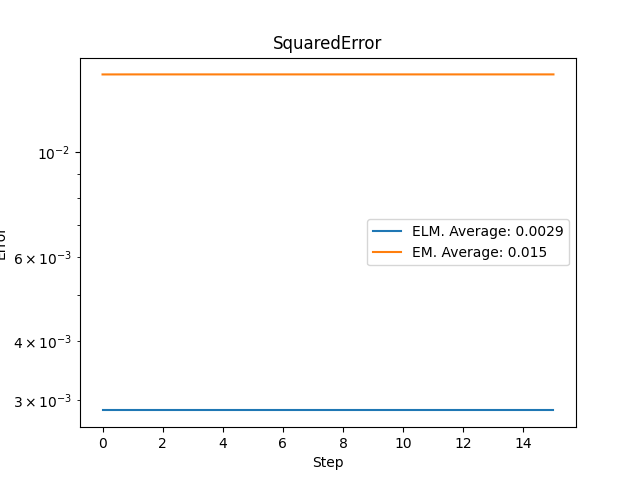 SquaredError
Error
10⁻²
6 × 10⁻³
4 × 10⁻³
3 × 10⁻³
ELM. Average: 0.0029
EM. Average: 0.015
0 2 4 6 8 10 12 14
Step